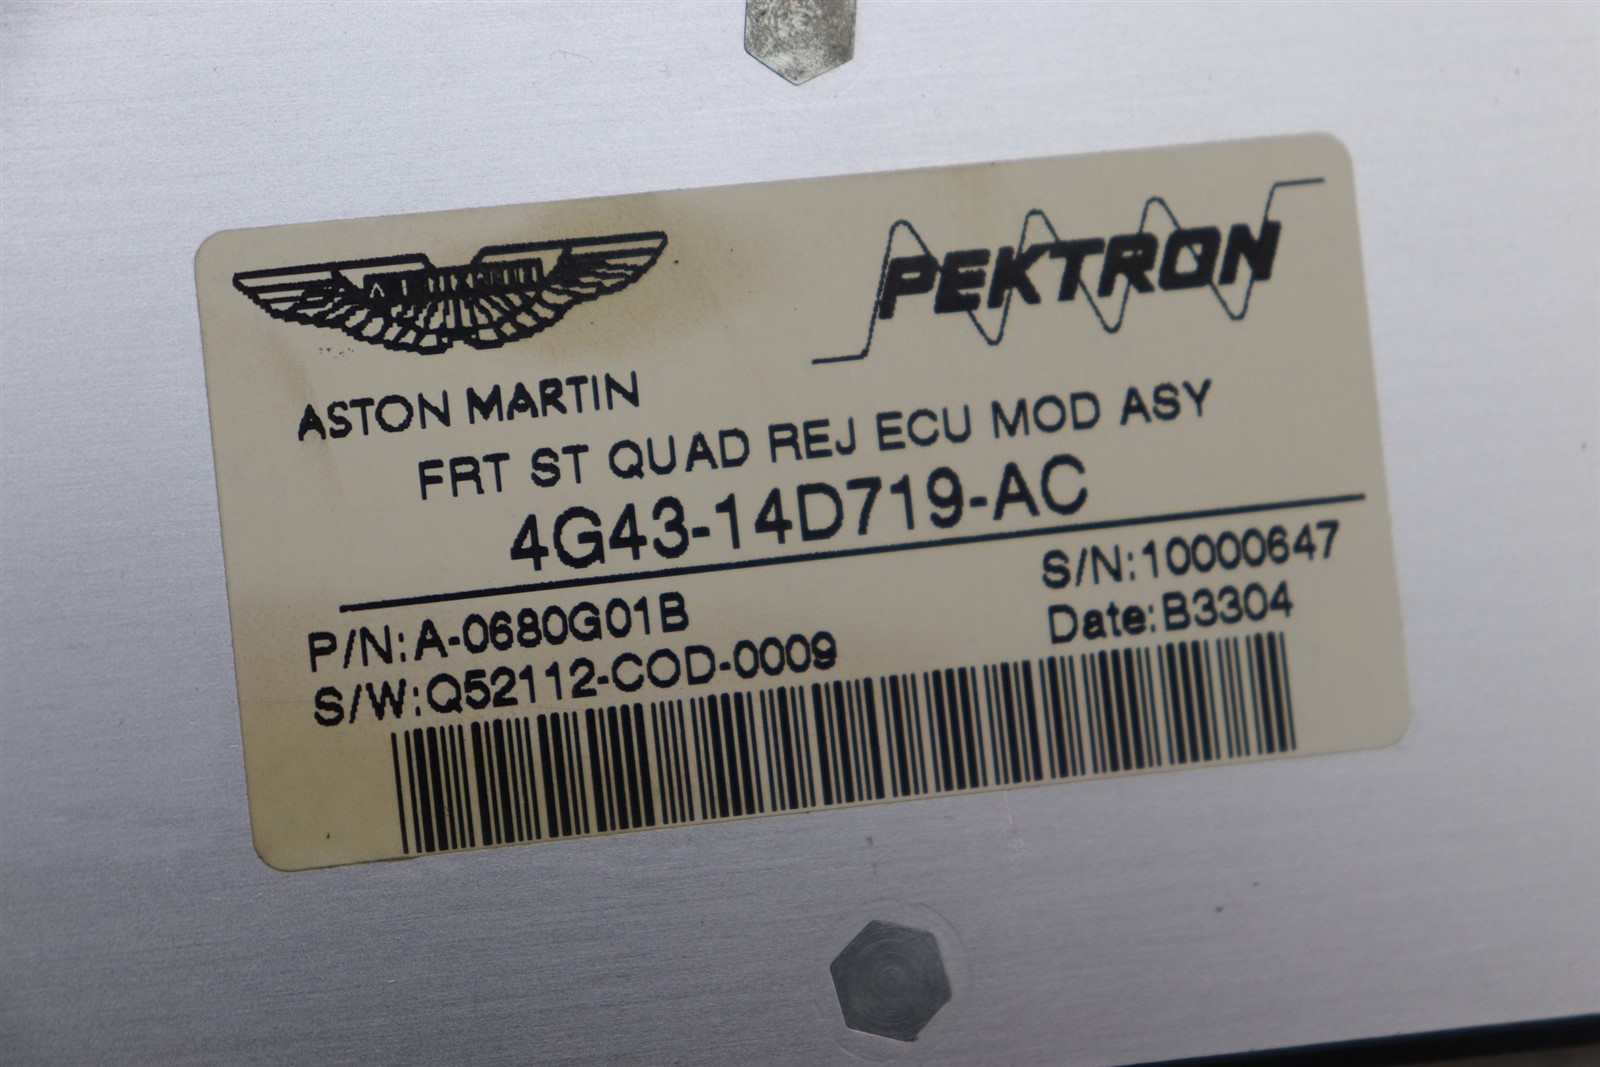 PEKTRON
ASTON MARTIN
FRT ST QUAD REJ ECU MOD ASY
4G43-14D719-AC
P/N:A-0680G01B
S/N:10000647
S/W:Q52112-COD-0009
Date:B3304